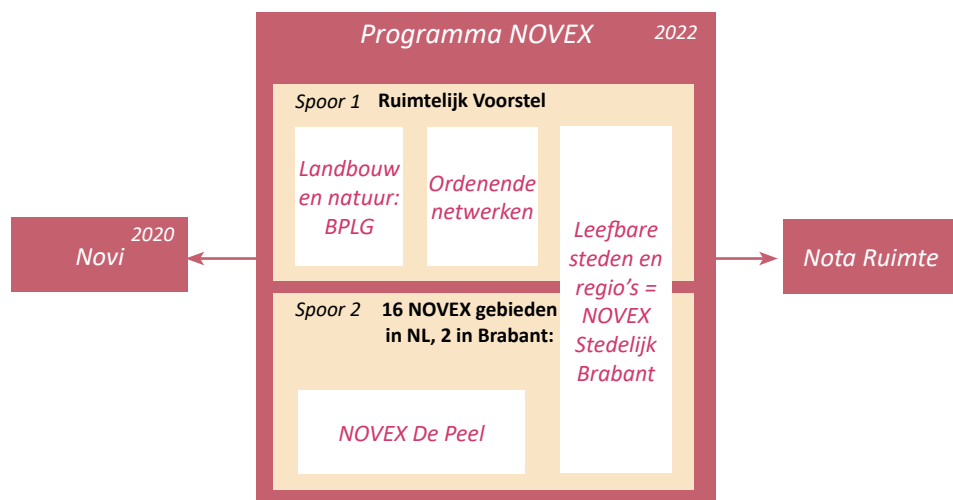 Programma NOVEX
2022
Spoor 1 Ruimtelijk Voorstel
Landbouw
en natuur:
BPLG
Ordenende
netwerken
Leefbare
steden en
regio's =
NOVEX
Stedelijk
Brabant
2020
Novi
Nota Ruimte
Spoor 2 16 NOVEX gebieden
in NL, 2 in Brabant:
NOVEX De Peel